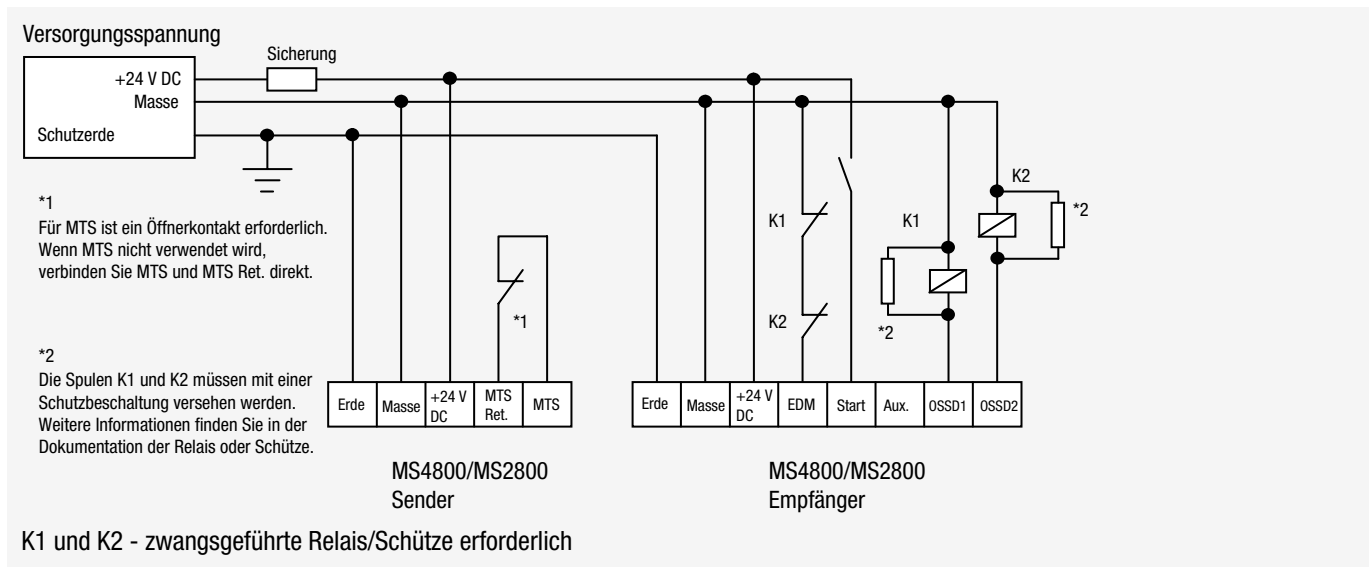 Versorgungsspannung
Sicherung
+24 V DC
Masse
Schutzerde
*1
Für MTS ist ein Öffnerkontakt erforderlich.
Wenn MTS nicht verwendet wird,
verbinden Sie MTS und MTS Ret. direkt.
*1
K1
K2
K1
*2
K2
*2
*2
Die Spulen K1 und K2 müssen mit einer
Schutzbeschaltung versehen werden.
Weitere Informationen finden Sie in der
Dokumentation der Relais oder Schütze.
Erde
Masse
+24 V
DC
MTS
Ret.
MTS
Erde
Masse
+24 V
DC
EDM
Start
Aux.
OSSD1
OSSD2
MS4800/MS2800
Sender
MS4800/MS2800
Empfänger
K1 und K2 - zwangsgeführte Relais/Schütze erforderlich